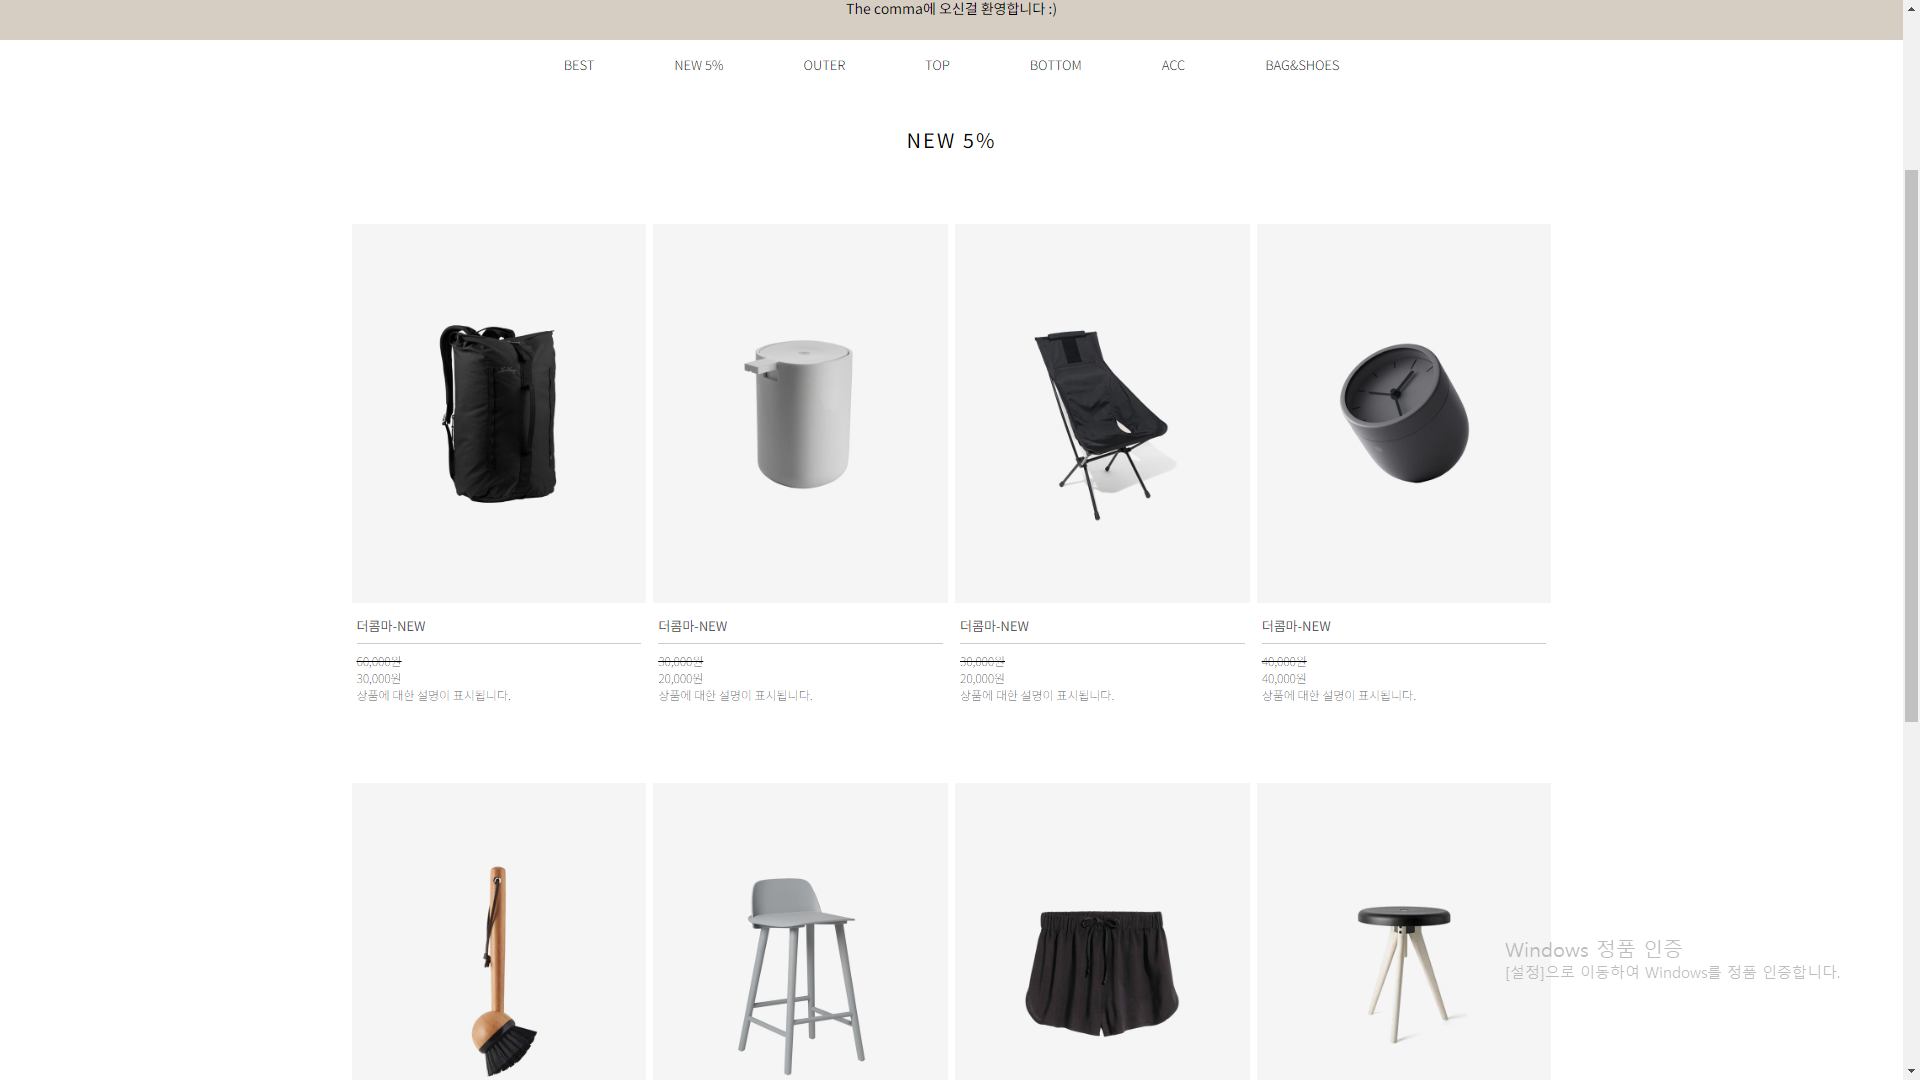 The comma에 오신걸 환영합니다 :)
BEST NEW 5% OUTER TOP BOTTOM ACC BAG&SHOES
NEW 5%
더콤마-NEW
60,000원
30,000원
상품에 대한 설명이 표시됩니다.
더콤마-NEW
30,000원
20,000원
상품에 대한 설명이 표시됩니다.
더콤마-NEW
30,000원
20,000원
상품에 대한 설명이 표시됩니다.
더콤마-NEW
40,000원
40,000원
상품에 대한 설명이 표시됩니다.
Windows 정품 인증
[설정]으로 이동하여 Windows를 정품 인증합니다.